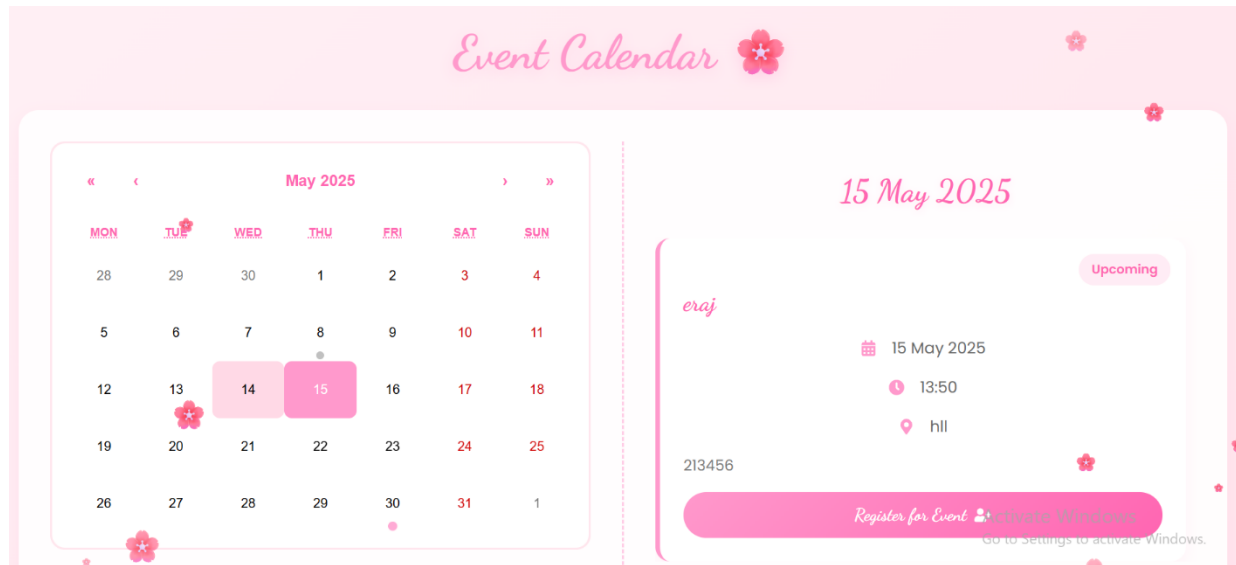 Event Calendar
« ‹ May 2025 › »
MON TUE WED THU FRI SAT SUN
28 29 30 1 2 3 4
5 6 7 8 9 10 11
12 13 14 15 16 17 18
19 20 21 22 23 24 25
26 27 28 29 30 31 1
15 May 2025
Upcoming
eraj
15 May 2025
13:50
hll
213456
Register for Event
Activate Windows
Go to Settings to activate Windows.